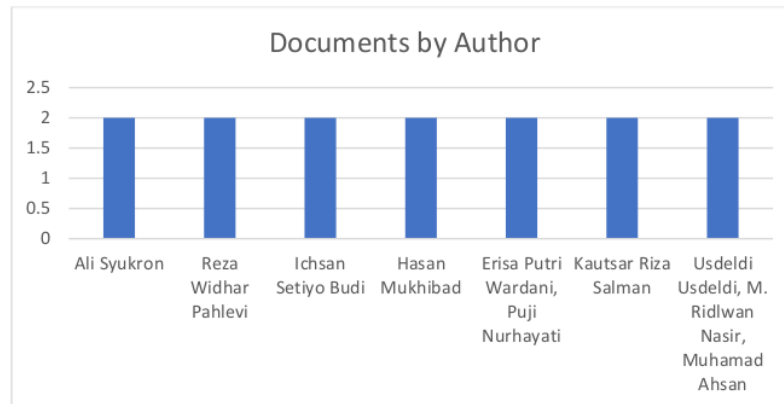 Documents by Author
2.5
2
1.5
1
0.5
0
Ali Syukron
Reza
Widhar
Pahlevi
Ichsan
Setiyo Budi
Hasan
Mukhibad
Erisa Putri
Wardani,
Puji
Nurhayati
Kautsar Riza
Salman
Usdeldi
Usdeldi, M.
Ridlwan
Nasir,
Muhamad
Ahsan